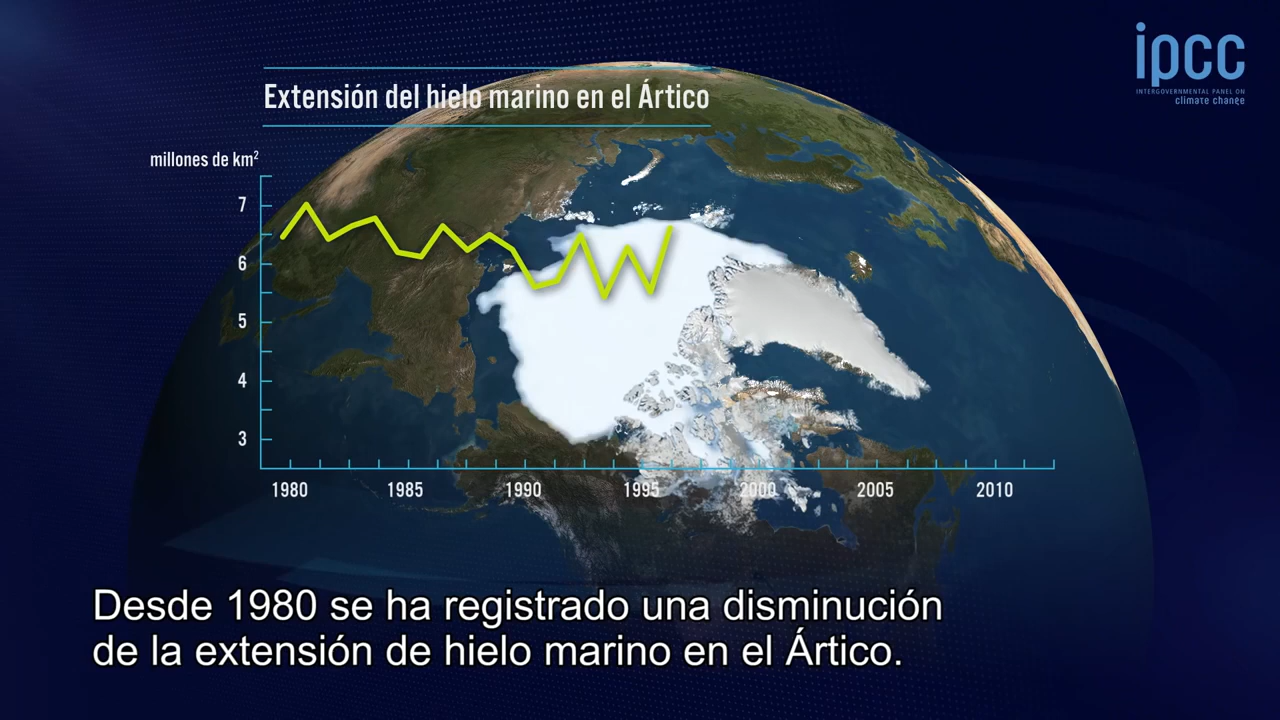 ipcc
INTERGOVERNMENTAL PANEL ON
climate change
Extensión del hielo marino en el Ártico
millones de km²
7
6
5
4
3
1980 1985 1990 1995 2000 2005 2010
Desde 1980 se ha registrado una disminución
de la extensión de hielo marino en el Ártico.